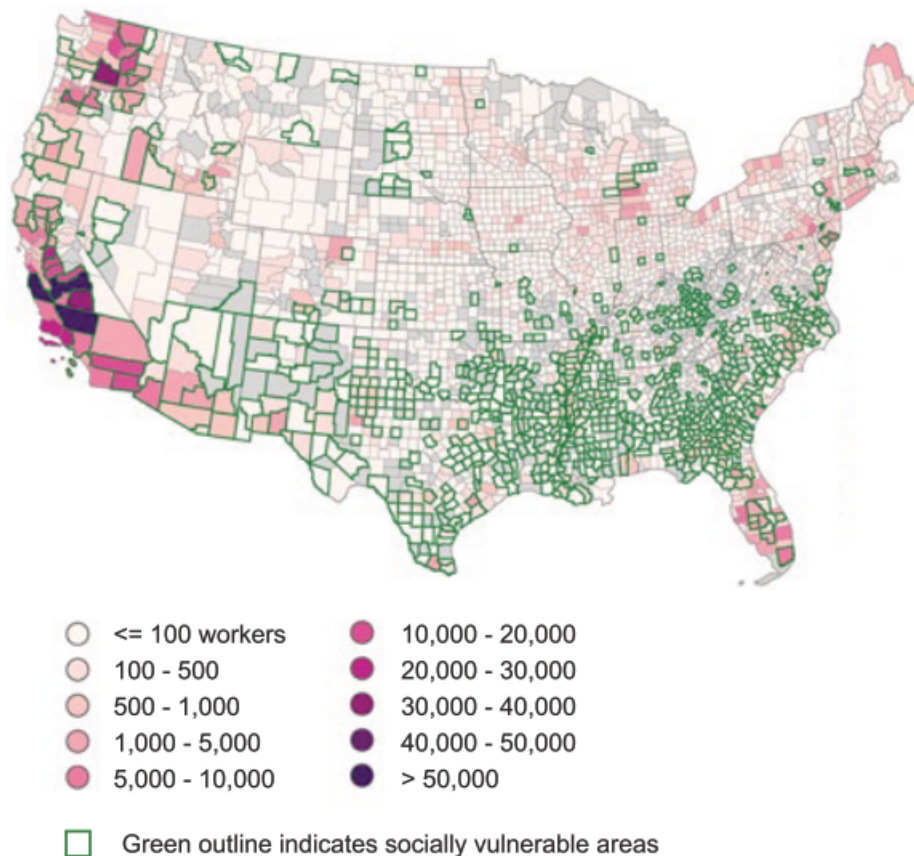 <= 100 workers
100 - 500
500 - 1,000
1,000 - 5,000
5,000 - 10,000
10,000 - 20,000
20,000 - 30,000
30,000 - 40,000
40,000 - 50,000
> 50,000
Green outline indicates socially vulnerable areas